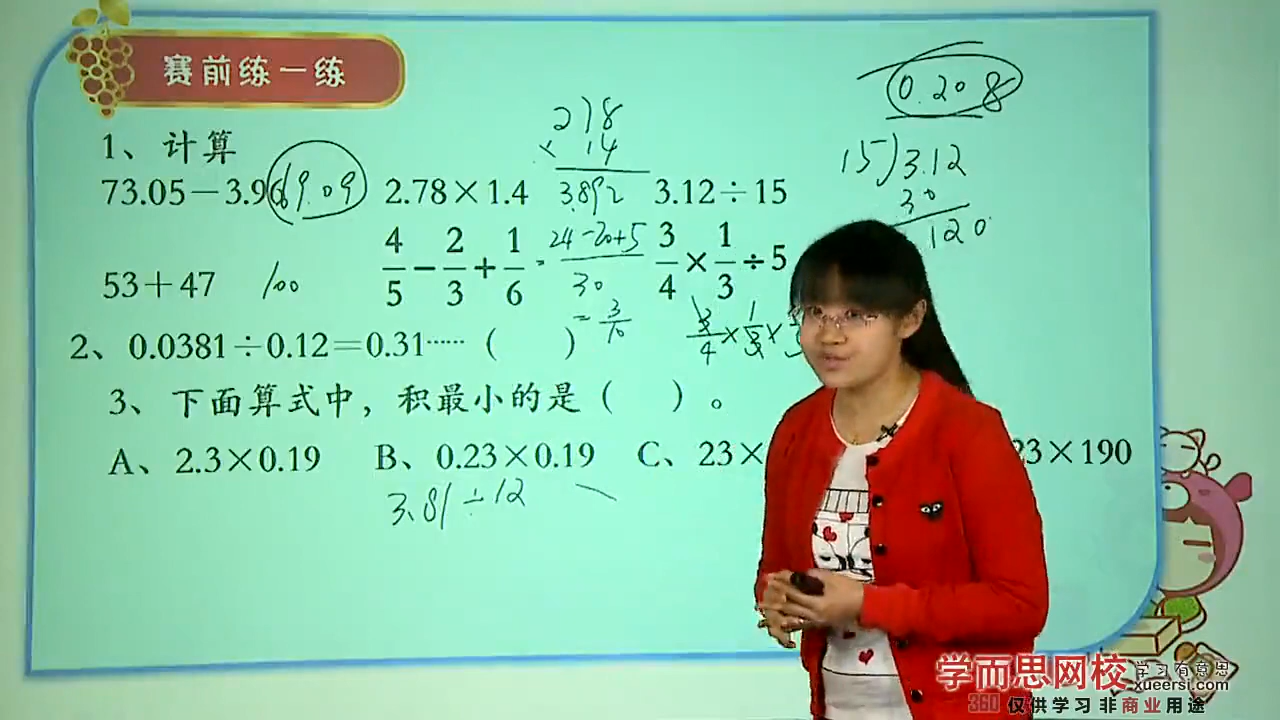 赛前练一练
0.208
1、计算
278
× 14
3.892
15)3.12
30
120
73.05－3.96 69.09 2.78×1.4 3.12÷15
53＋47 100 4/5－2/3＋1/6 = 24-20+5/30 3/4×1/3÷5
= 3/10
2、0.0381÷0.12＝0.31……（ ）
3、下面算式中，积最小的是（ ）。
A、2.3×0.19 B、0.23×0.19 C、23× 23×190
3.81÷12
学而思网校 学习有意思
xueersi.com
360 仅供学习 非商业用途